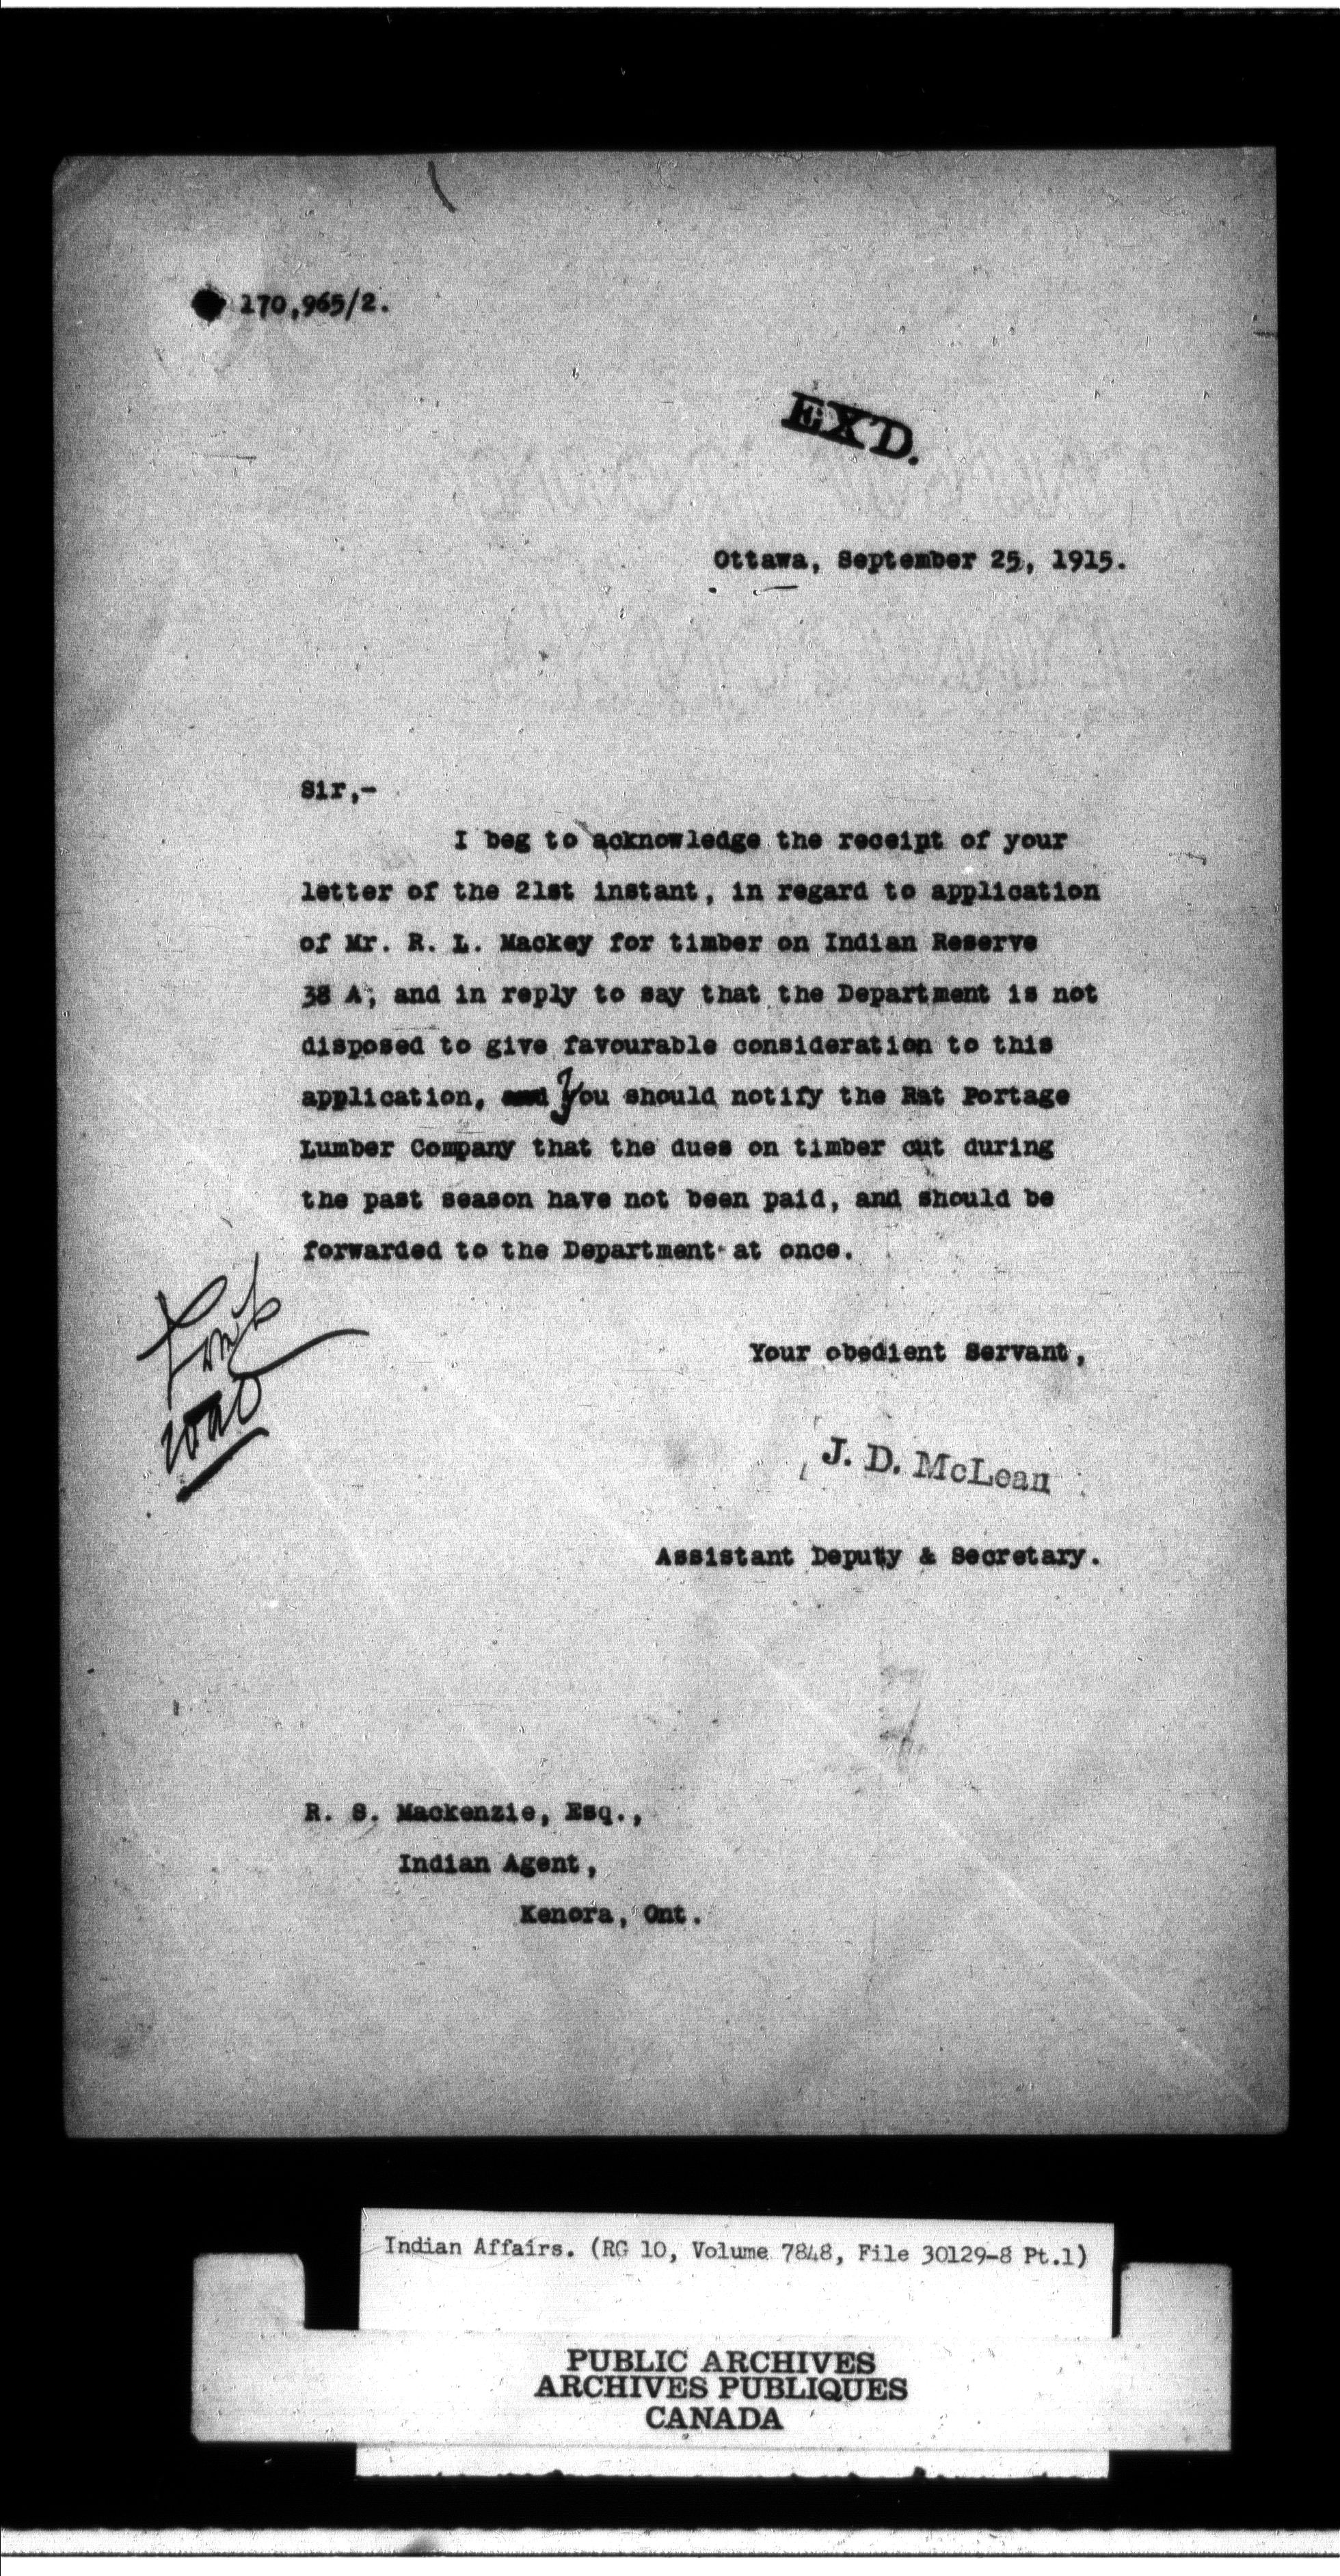 170,965/2.
EX'D.
Ottawa, September 25, 1915.
Sir,-
I beg to acknowledge the receipt of your
letter of the 21st instant, in regard to application
of Mr. R. L. Mackey for timber on Indian Reserve
38 A, and in reply to say that the Department is not
disposed to give favourable consideration to this
application, and you should notify the Rat Portage
Lumber Company that the dues on timber cut during
the past season have not been paid, and should be
forwarded to the Department at once.
Your obedient Servant,
J. D. McLean
Assistant Deputy & Secretary.
R. S. Mackenzie, Esq.,
Indian Agent,
Kenora, Ont.
Indian Affairs. (RG 10, Volume 7848, File 30129-8 Pt.1)
PUBLIC ARCHIVES
ARCHIVES PUBLIQUES
CANADA